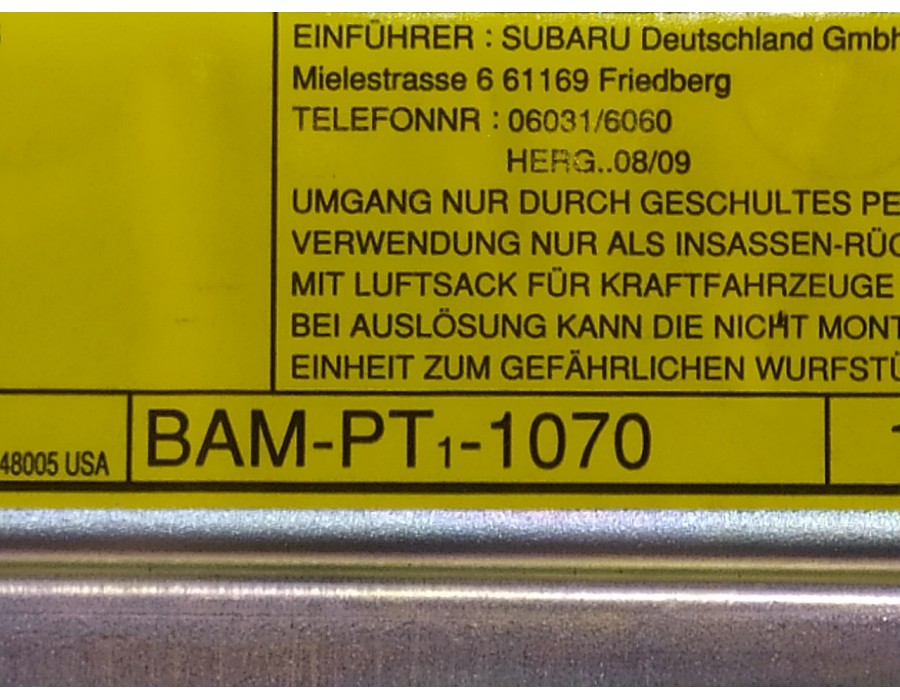 EINFÜHRER : SUBARU Deutschland Gmbh
Mielestrasse 6 61169 Friedberg
TELEFONNR : 06031/6060
HERG..08/09
UMGANG NUR DURCH GESCHULTES PE
VERWENDUNG NUR ALS INSASSEN-RÜC
MIT LUFTSACK FÜR KRAFTFAHRZEUGE
BEI AUSLÖSUNG KANN DIE NICHT MONT
EINHEIT ZUM GEFÄHRLICHEN WURFSTÜ
48005 USA
BAM-PT₁-1070